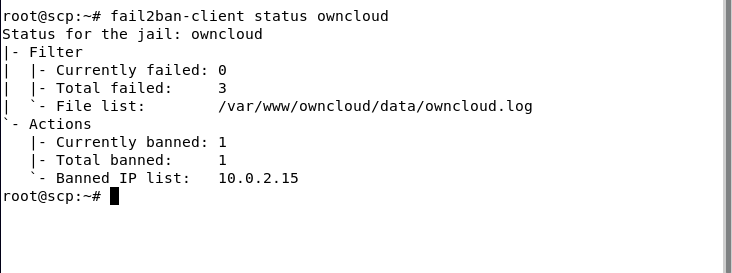 root@scp:~# fail2ban-client status owncloud
Status for the jail: owncloud
|- Filter
|  |- Currently failed: 0
|  |- Total failed:     3
|  `- File list:        /var/www/owncloud/data/owncloud.log
`- Actions
   |- Currently banned: 1
   |- Total banned:     1
   `- Banned IP list:   10.0.2.15
root@scp:~#